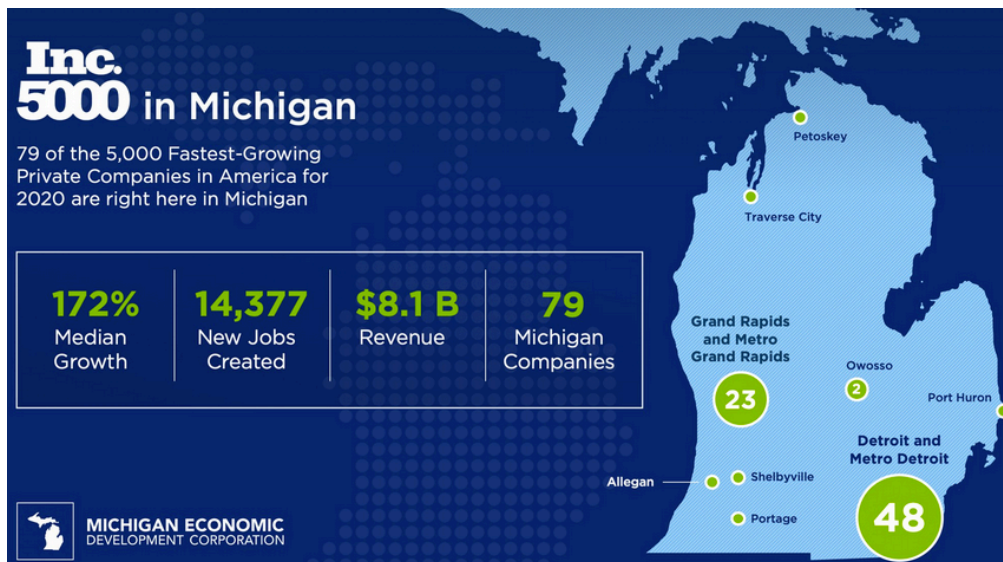 Inc.
5000 in Michigan
79 of the 5,000 Fastest-Growing
Private Companies in America for
2020 are right here in Michigan
172%
Median
Growth
14,377
New Jobs
Created
$8.1 B
Revenue
79
Michigan
Companies
MICHIGAN ECONOMIC
DEVELOPMENT CORPORATION
Petoskey
Traverse City
Grand Rapids
and Metro
Grand Rapids
23
Owosso
2
Port Huron
Detroit and
Metro Detroit
48
Allegan
Shelbyville
Portage